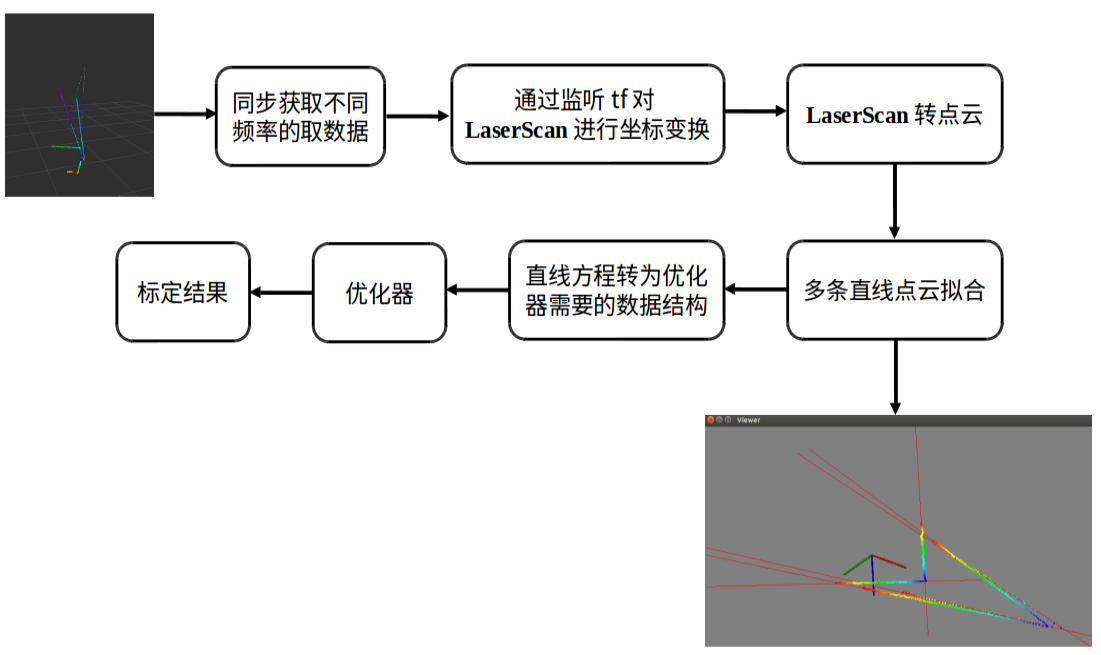 同步获取不同
频率的取数据
通过监听 tf 对
LaserScan 进行坐标变换
LaserScan 转点云
多条直线点云拟合
直线方程转为优化
器需要的数据结构
优化器
标定结果
Viewer